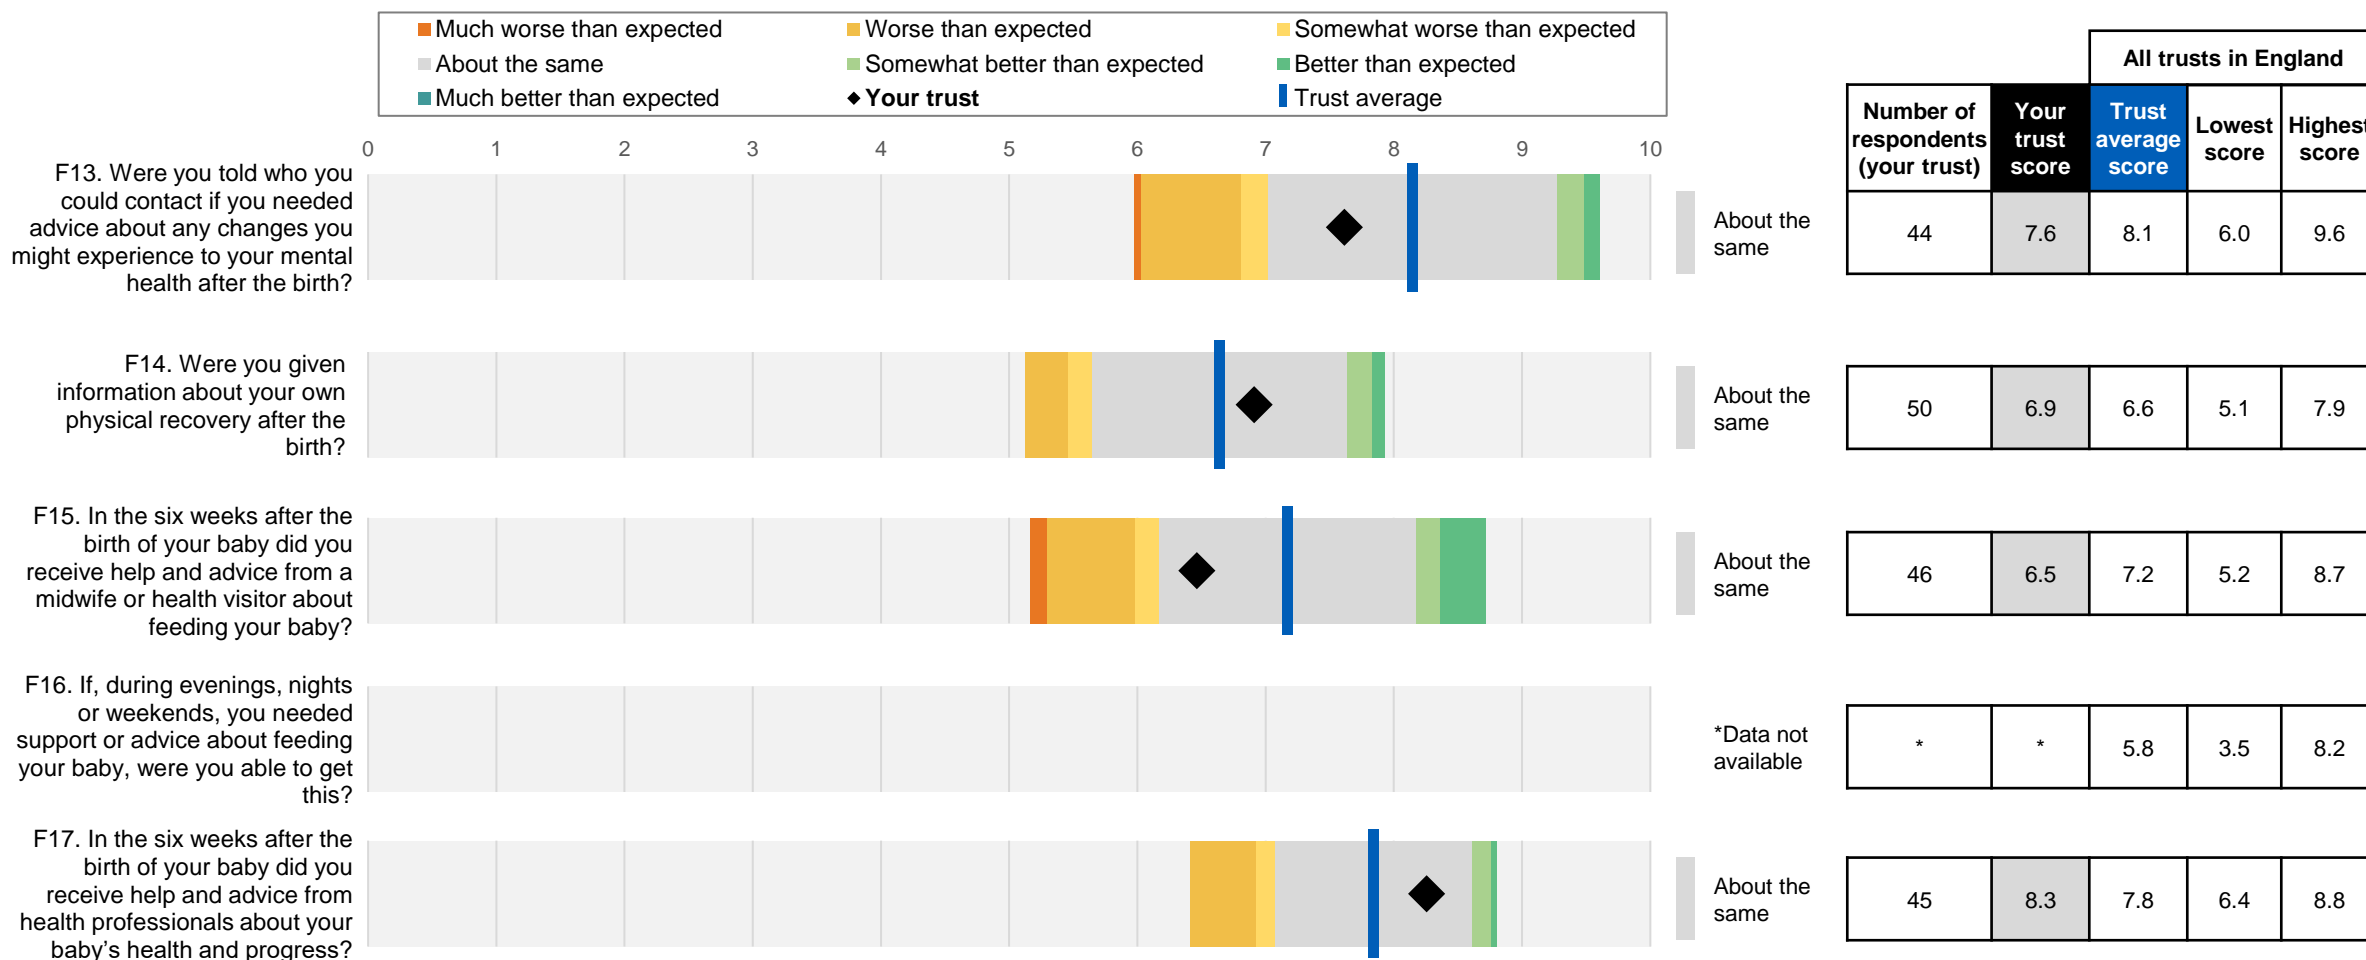 Much worse than expected
Worse than expected
Somewhat worse than expected
About the same
Somewhat better than expected
Better than expected
Much better than expected
Your trust
Trust average
All trusts in England
Number of
respondents
(your trust)
Your
trust
score
Trust
average
score
Lowest
score
Highest
score
0 1 2 3 4 5 6 7 8 9 10
F13. Were you told who you
could contact if you needed
advice about any changes you
might experience to your mental
health after the birth?
About the
same
44 7.6 8.1 6.0 9.6
F14. Were you given
information about your own
physical recovery after the
birth?
About the
same
50 6.9 6.6 5.1 7.9
F15. In the six weeks after the
birth of your baby did you
receive help and advice from a
midwife or health visitor about
feeding your baby?
About the
same
46 6.5 7.2 5.2 8.7
F16. If, during evenings, nights
or weekends, you needed
support or advice about feeding
your baby, were you able to get
this?
*Data not
available
* * 5.8 3.5 8.2
F17. In the six weeks after the
birth of your baby did you
receive help and advice from
health professionals about your
baby’s health and progress?
About the
same
45 8.3 7.8 6.4 8.8